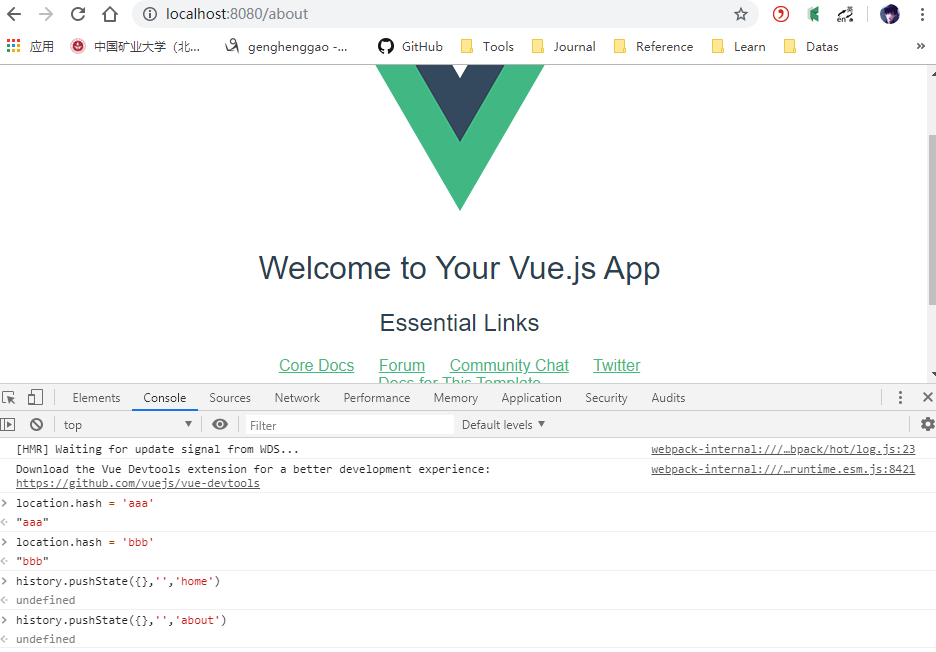 localhost:8080/about
应用 中国矿业大学（北... genghenggao -... GitHub Tools Journal Reference Learn Datas »
Welcome to Your Vue.js App
Essential Links
Core Docs Forum Community Chat Twitter
Docs for This Template
Elements Console Sources Network Performance Memory Application Security Audits
top Filter Default levels
[HMR] Waiting for update signal from WDS... webpack-internal:///…bpack/hot/log.js:23
Download the Vue Devtools extension for a better development experience: webpack-internal:///…runtime.esm.js:8421
https://github.com/vuejs/vue-devtools
> location.hash = 'aaa'
"aaa"
> location.hash = 'bbb'
"bbb"
> history.pushState({},'','home')
undefined
> history.pushState({},'','about')
undefined